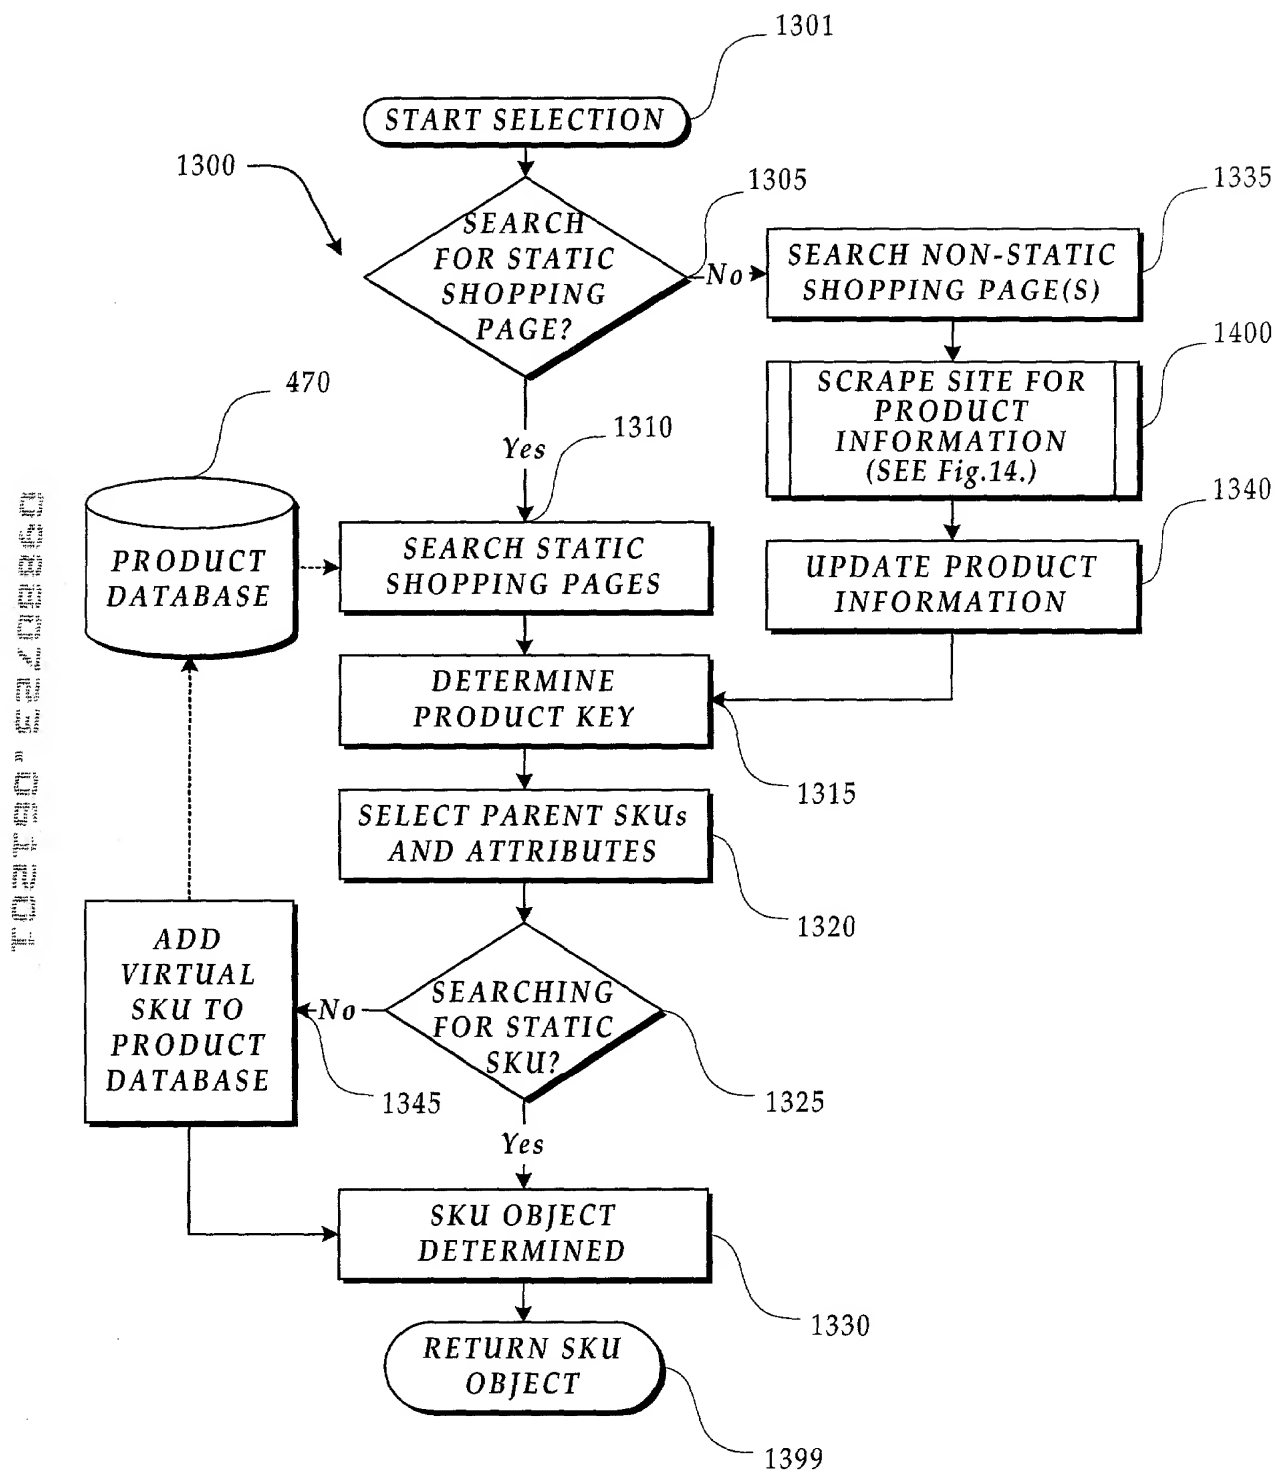 1301
START SELECTION
1300
1305
1335
SEARCH
FOR STATIC
SHOPPING
PAGE?
No
SEARCH NON-STATIC
SHOPPING PAGE(S)
1400
SCRAPE SITE FOR
PRODUCT
INFORMATION
(SEE Fig.14.)
470
Yes
1310
1340
PRODUCT
DATABASE
SEARCH STATIC
SHOPPING PAGES
UPDATE PRODUCT
INFORMATION
DETERMINE
PRODUCT KEY
1315
SELECT PARENT SKUs
AND ATTRIBUTES
1320
ADD
VIRTUAL
SKU TO
PRODUCT
DATABASE
No
SEARCHING
FOR STATIC
SKU?
1345
1325
Yes
SKU OBJECT
DETERMINED
1330
RETURN SKU
OBJECT
1399